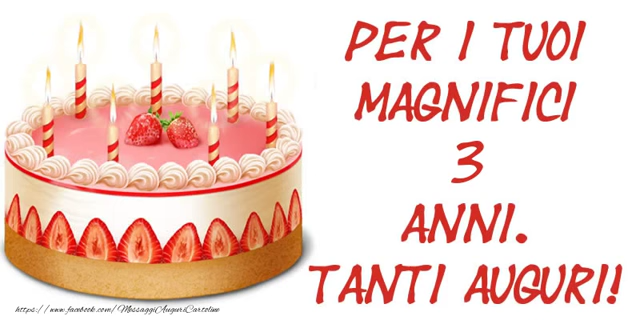 PER I TUOI
MAGNIFICI
3
ANNI.
TANTI AUGURI!
https://www.facebook.com/MessaggiAuguriCartoline